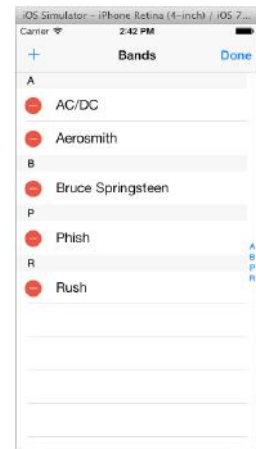 iOS Simulator - iPhone Retina (4-inch) / iOS 7...
Carrier 2:42 PM
+ Bands Done
A
AC/DC
Aerosmith
B
Bruce Springsteen
P
Phish
R
Rush
A
B
P
R